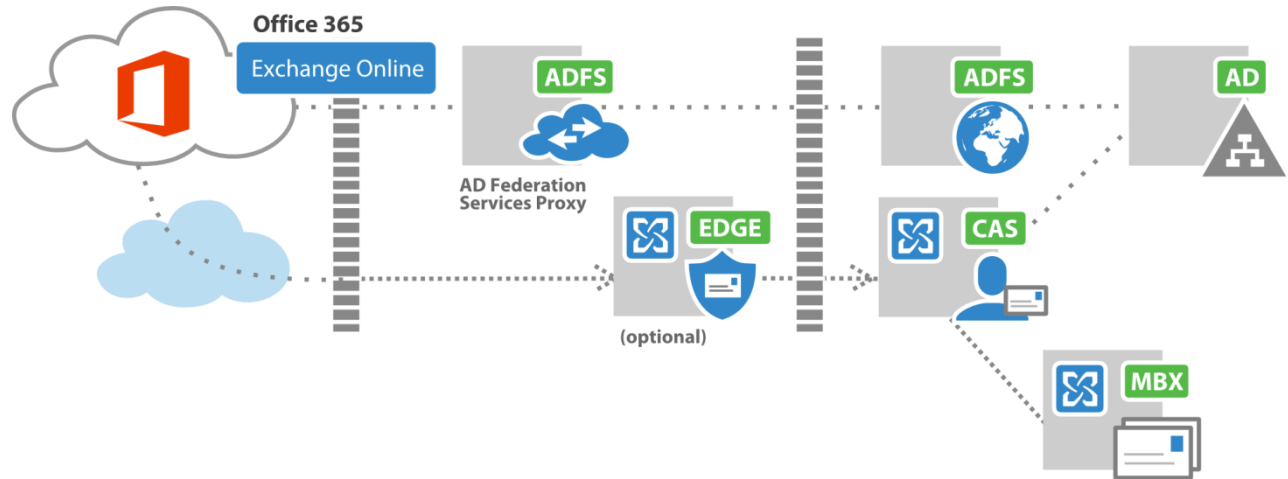 Office 365
Exchange Online
ADFS
AD Federation
Services Proxy
EDGE
(optional)
ADFS
AD
CAS
MBX